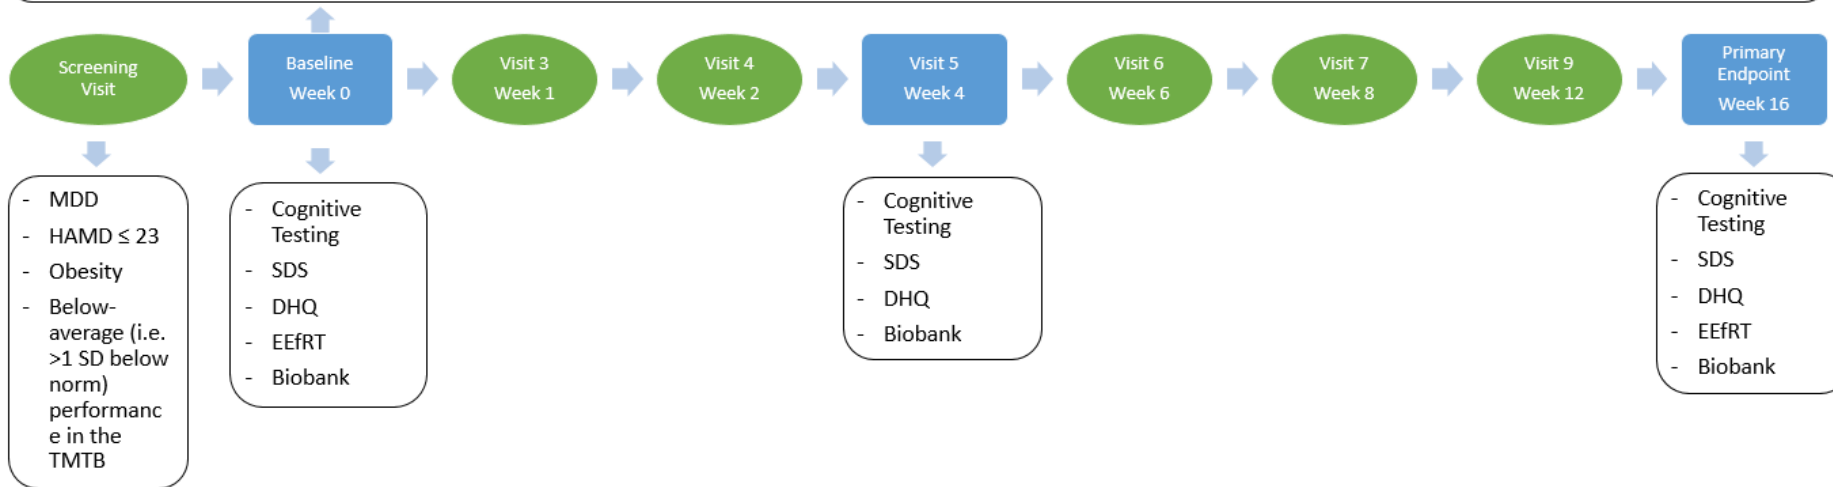 Screening
Visit
Baseline
Week 0
Visit 3
Week 1
Visit 4
Week 2
Visit 5
Week 4
Visit 6
Week 6
Visit 7
Week 8
Visit 9
Week 12
Primary
Endpoint
Week 16
- MDD
- HAMD ≤ 23
- Obesity
- Below-
average (i.e.
>1 SD below
norm)
performanc
e in the
TMTB
- Cognitive
Testing
- SDS
- DHQ
- EEfRT
- Biobank
- Cognitive
Testing
- SDS
- DHQ
- Biobank
- Cognitive
Testing
- SDS
- DHQ
- EEfRT
- Biobank